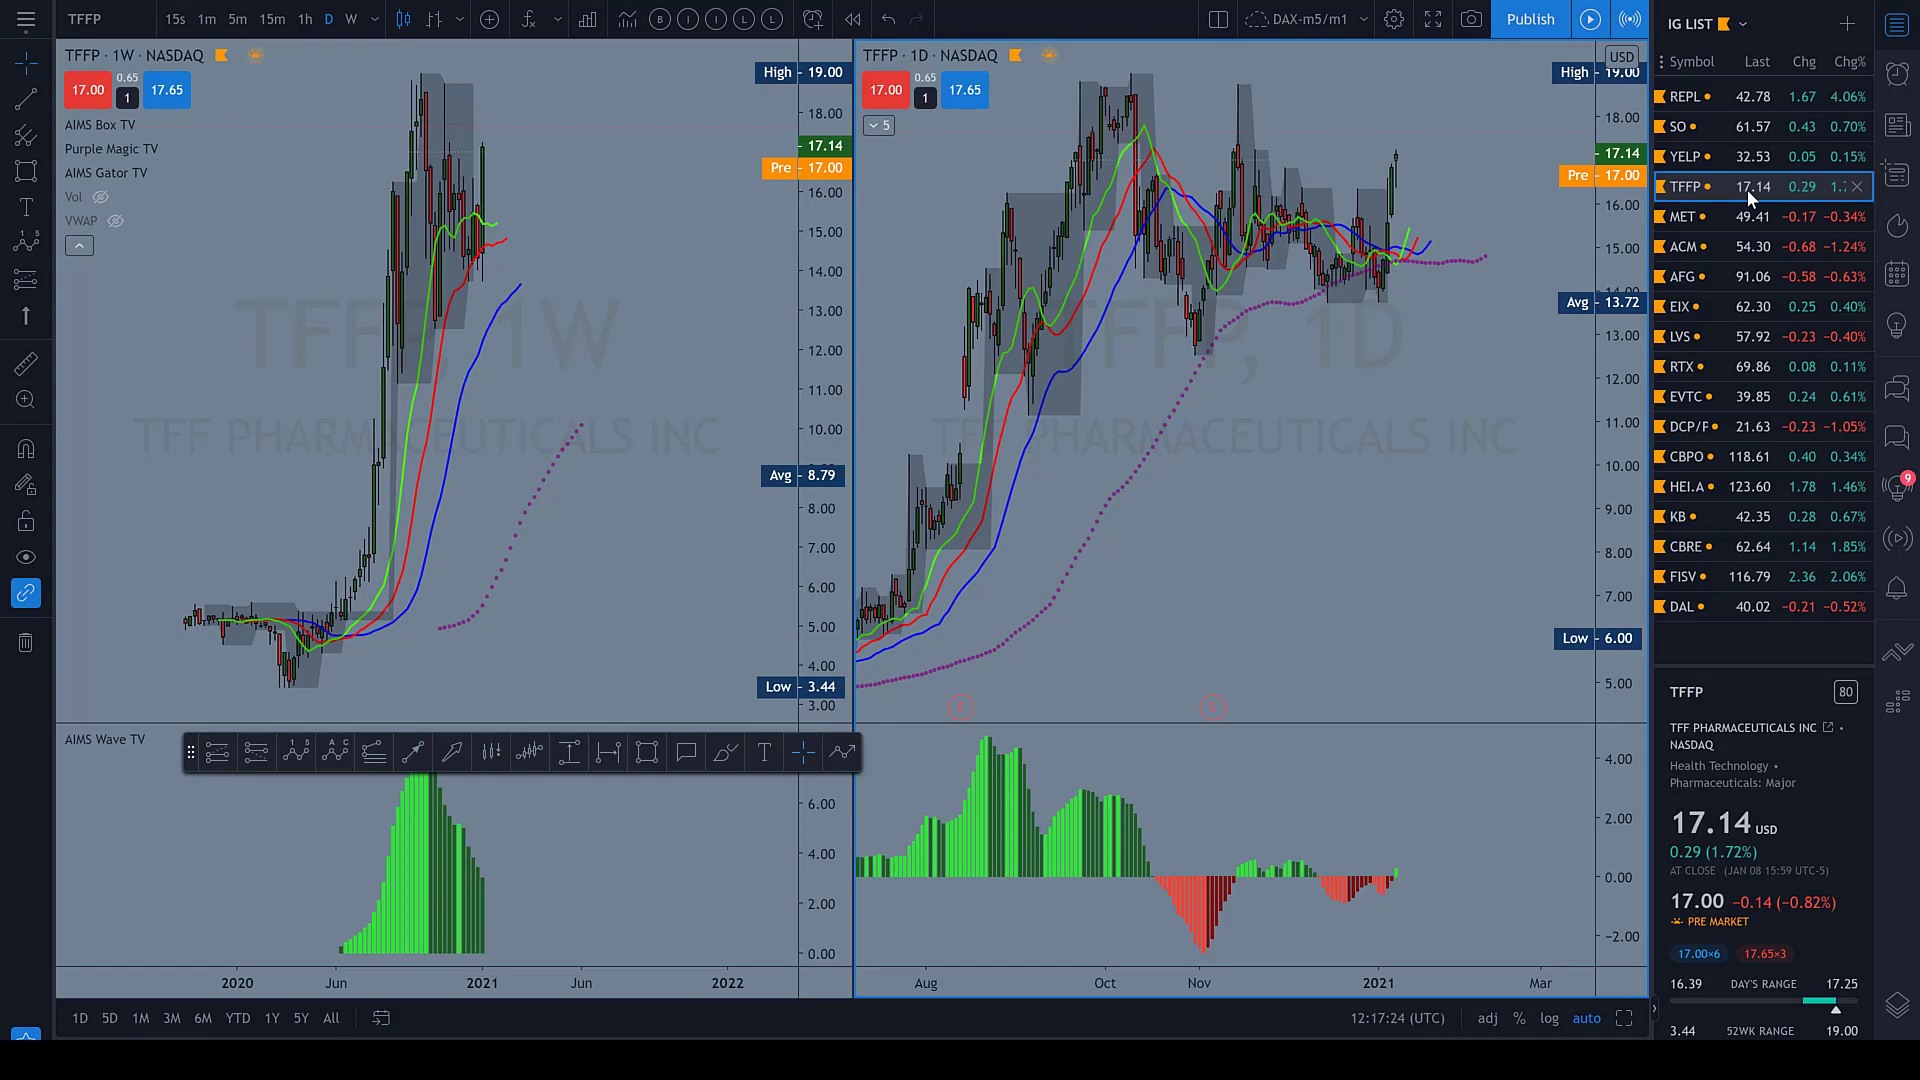 TFFP 15s 1m 5m 15m 1h D W DAX-m5/m1 Publish
TFFP · 1W · NASDAQ
17.00 0.65 1 17.65
AIMS Box TV
Purple Magic TV
AIMS Gator TV
Vol
VWAP
TFFP, 1W
TFF PHARMACEUTICALS INC
High 19.00
18.00
17.14
Pre 17.00
16.00
15.00
14.00
13.00
12.00
11.00
10.00
Avg 8.79
8.00
7.00
6.00
5.00
4.00
Low 3.44
3.00
AIMS Wave TV
6.00
4.00
2.00
0.00
2020 Jun 2021 Jun 2022
TFFP · 1D · NASDAQ
17.00 0.65 1 17.65
5
TFFP, 1D
TFF PHARMACEUTICALS INC
USD
High 19.00
18.00
17.14
Pre 17.00
16.00
15.00
Avg 13.72
13.00
12.00
11.00
10.00
9.00
8.00
7.00
Low 6.00
5.00
4.00
2.00
0.00
−2.00
Aug Oct Nov 2021 Mar
1D 5D 1M 3M 6M YTD 1Y 5Y All 12:17:24 (UTC) adj % log auto
IG LIST
Symbol Last Chg Chg%
REPL 42.78 1.67 4.06%
SO 61.57 0.43 0.70%
YELP 32.53 0.05 0.15%
TFFP 17.14 0.29
MET 49.41 −0.17 −0.34%
ACM 54.30 −0.68 −1.24%
AFG 91.06 −0.58 −0.63%
EIX 62.30 0.25 0.40%
LVS 57.92 −0.23 −0.40%
RTX 69.86 0.08 0.11%
EVTC 39.85 0.24 0.61%
DCP/P 21.63 −0.23 −1.05%
CBPO 118.61 0.40 0.34%
HEI.A 123.60 1.78 1.46%
KB 42.35 0.28 0.67%
CBRE 62.64 1.14 1.85%
FISV 116.79 2.36 2.06%
DAL 40.02 −0.21 −0.52%
9
TFFP 80
TFF PHARMACEUTICALS INC ·
NASDAQ
Health Technology •
Pharmaceuticals: Major
17.14 USD
0.29 (1.72%)
AT CLOSE (JAN 08 15:59 UTC-5)
17.00 −0.14 (−0.82%)
PRE MARKET
17.00×6 17.65×3
16.39 DAY'S RANGE 17.25
3.44 52WK RANGE 19.00